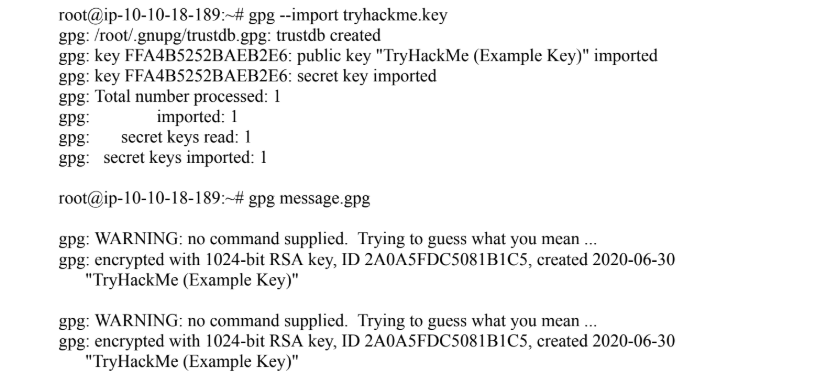 root@ip-10-10-18-189:~# gpg --import tryhackme.key
gpg: /root/.gnupg/trustdb.gpg: trustdb created
gpg: key FFA4B5252BAEB2E6: public key "TryHackMe (Example Key)" imported
gpg: key FFA4B5252BAEB2E6: secret key imported
gpg: Total number processed: 1
gpg:               imported: 1
gpg:       secret keys read: 1
gpg:   secret keys imported: 1
root@ip-10-10-18-189:~# gpg message.gpg
gpg: WARNING: no command supplied.  Trying to guess what you mean ...
gpg: encrypted with 1024-bit RSA key, ID 2A0A5FDC5081B1C5, created 2020-06-30
      "TryHackMe (Example Key)"
gpg: WARNING: no command supplied.  Trying to guess what you mean ...
gpg: encrypted with 1024-bit RSA key, ID 2A0A5FDC5081B1C5, created 2020-06-30
      "TryHackMe (Example Key)"